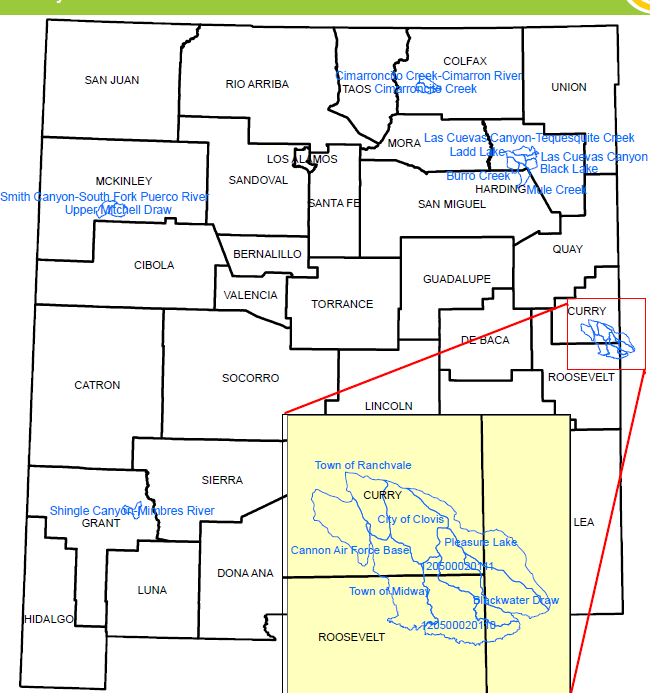 COLFAX
SAN JUAN
RIO ARRIBA
Cimarroncito Creek-Cimarron River
TAOS
Cimarroncito Creek
UNION
MORA
Las Cuevas Canyon-Tequesquite Creek
Ladd Lake
LOS ALAMOS
Las Cuevas Canyon
Black Lake
MCKINLEY
SANDOVAL
Burro Creek
HARDING
Mule Creek
Smith Canyon-South Fork Puerco River
Upper Mitchell Draw
SANTA FE
SAN MIGUEL
QUAY
BERNALILLO
CIBOLA
GUADALUPE
VALENCIA
TORRANCE
CURRY
DE BACA
CATRON
SOCORRO
ROOSEVELT
LINCOLN
Town of Ranchvale
SIERRA
CURRY
Shingle Canyon-Mimbres River
GRANT
City of Clovis
LEA
Cannon Air Force Base
Pleasure Lake
120500020111
DONA ANA
LUNA
Town of Midway
Blackwater Draw
HIDALGO
120500020110
ROOSEVELT